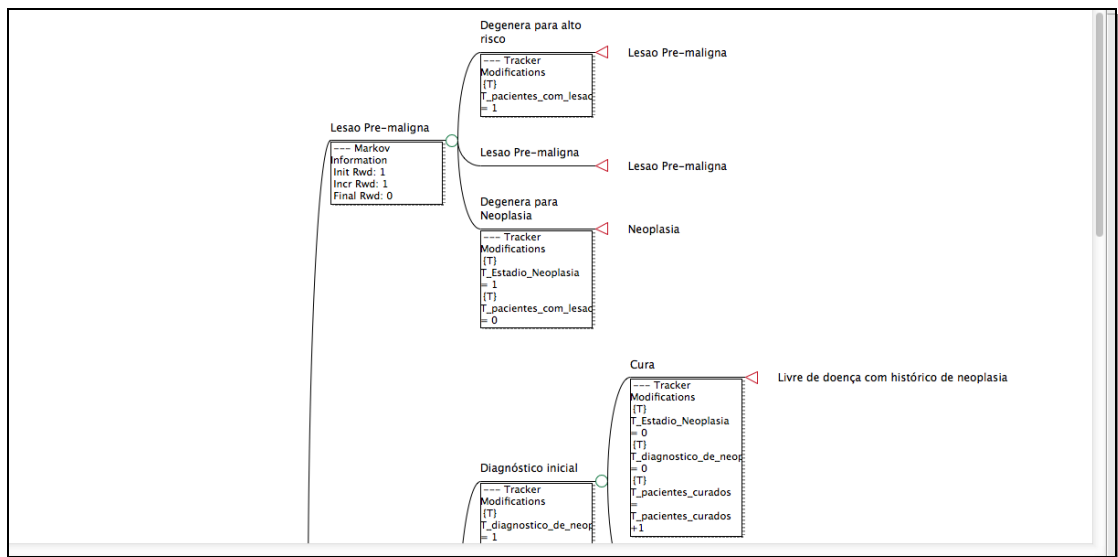 Degenera para alto
risco
Lesao Pre-maligna
--- Tracker
Modifications
{T}
T_pacientes_com_lesao
= 1
Lesao Pre-maligna
--- Markov
Information
Init Rwd: 1
Incr Rwd: 1
Final Rwd: 0
Lesao Pre-maligna
Lesao Pre-maligna
Degenera para
Neoplasia
Neoplasia
--- Tracker
Modifications
{T}
T_Estadio_Neoplasia
= 1
{T}
T_pacientes_com_lesao
= 0
Cura
Livre de doença com histórico de neoplasia
--- Tracker
Modifications
{T}
T_Estadio_Neoplasia
= 0
{T}
T_diagnostico_de_neop
= 0
{T}
T_pacientes_curados
=
T_pacientes_curados
+1
Diagnóstico inicial
--- Tracker
Modifications
{T}
T_diagnostico_de_neop
= 1